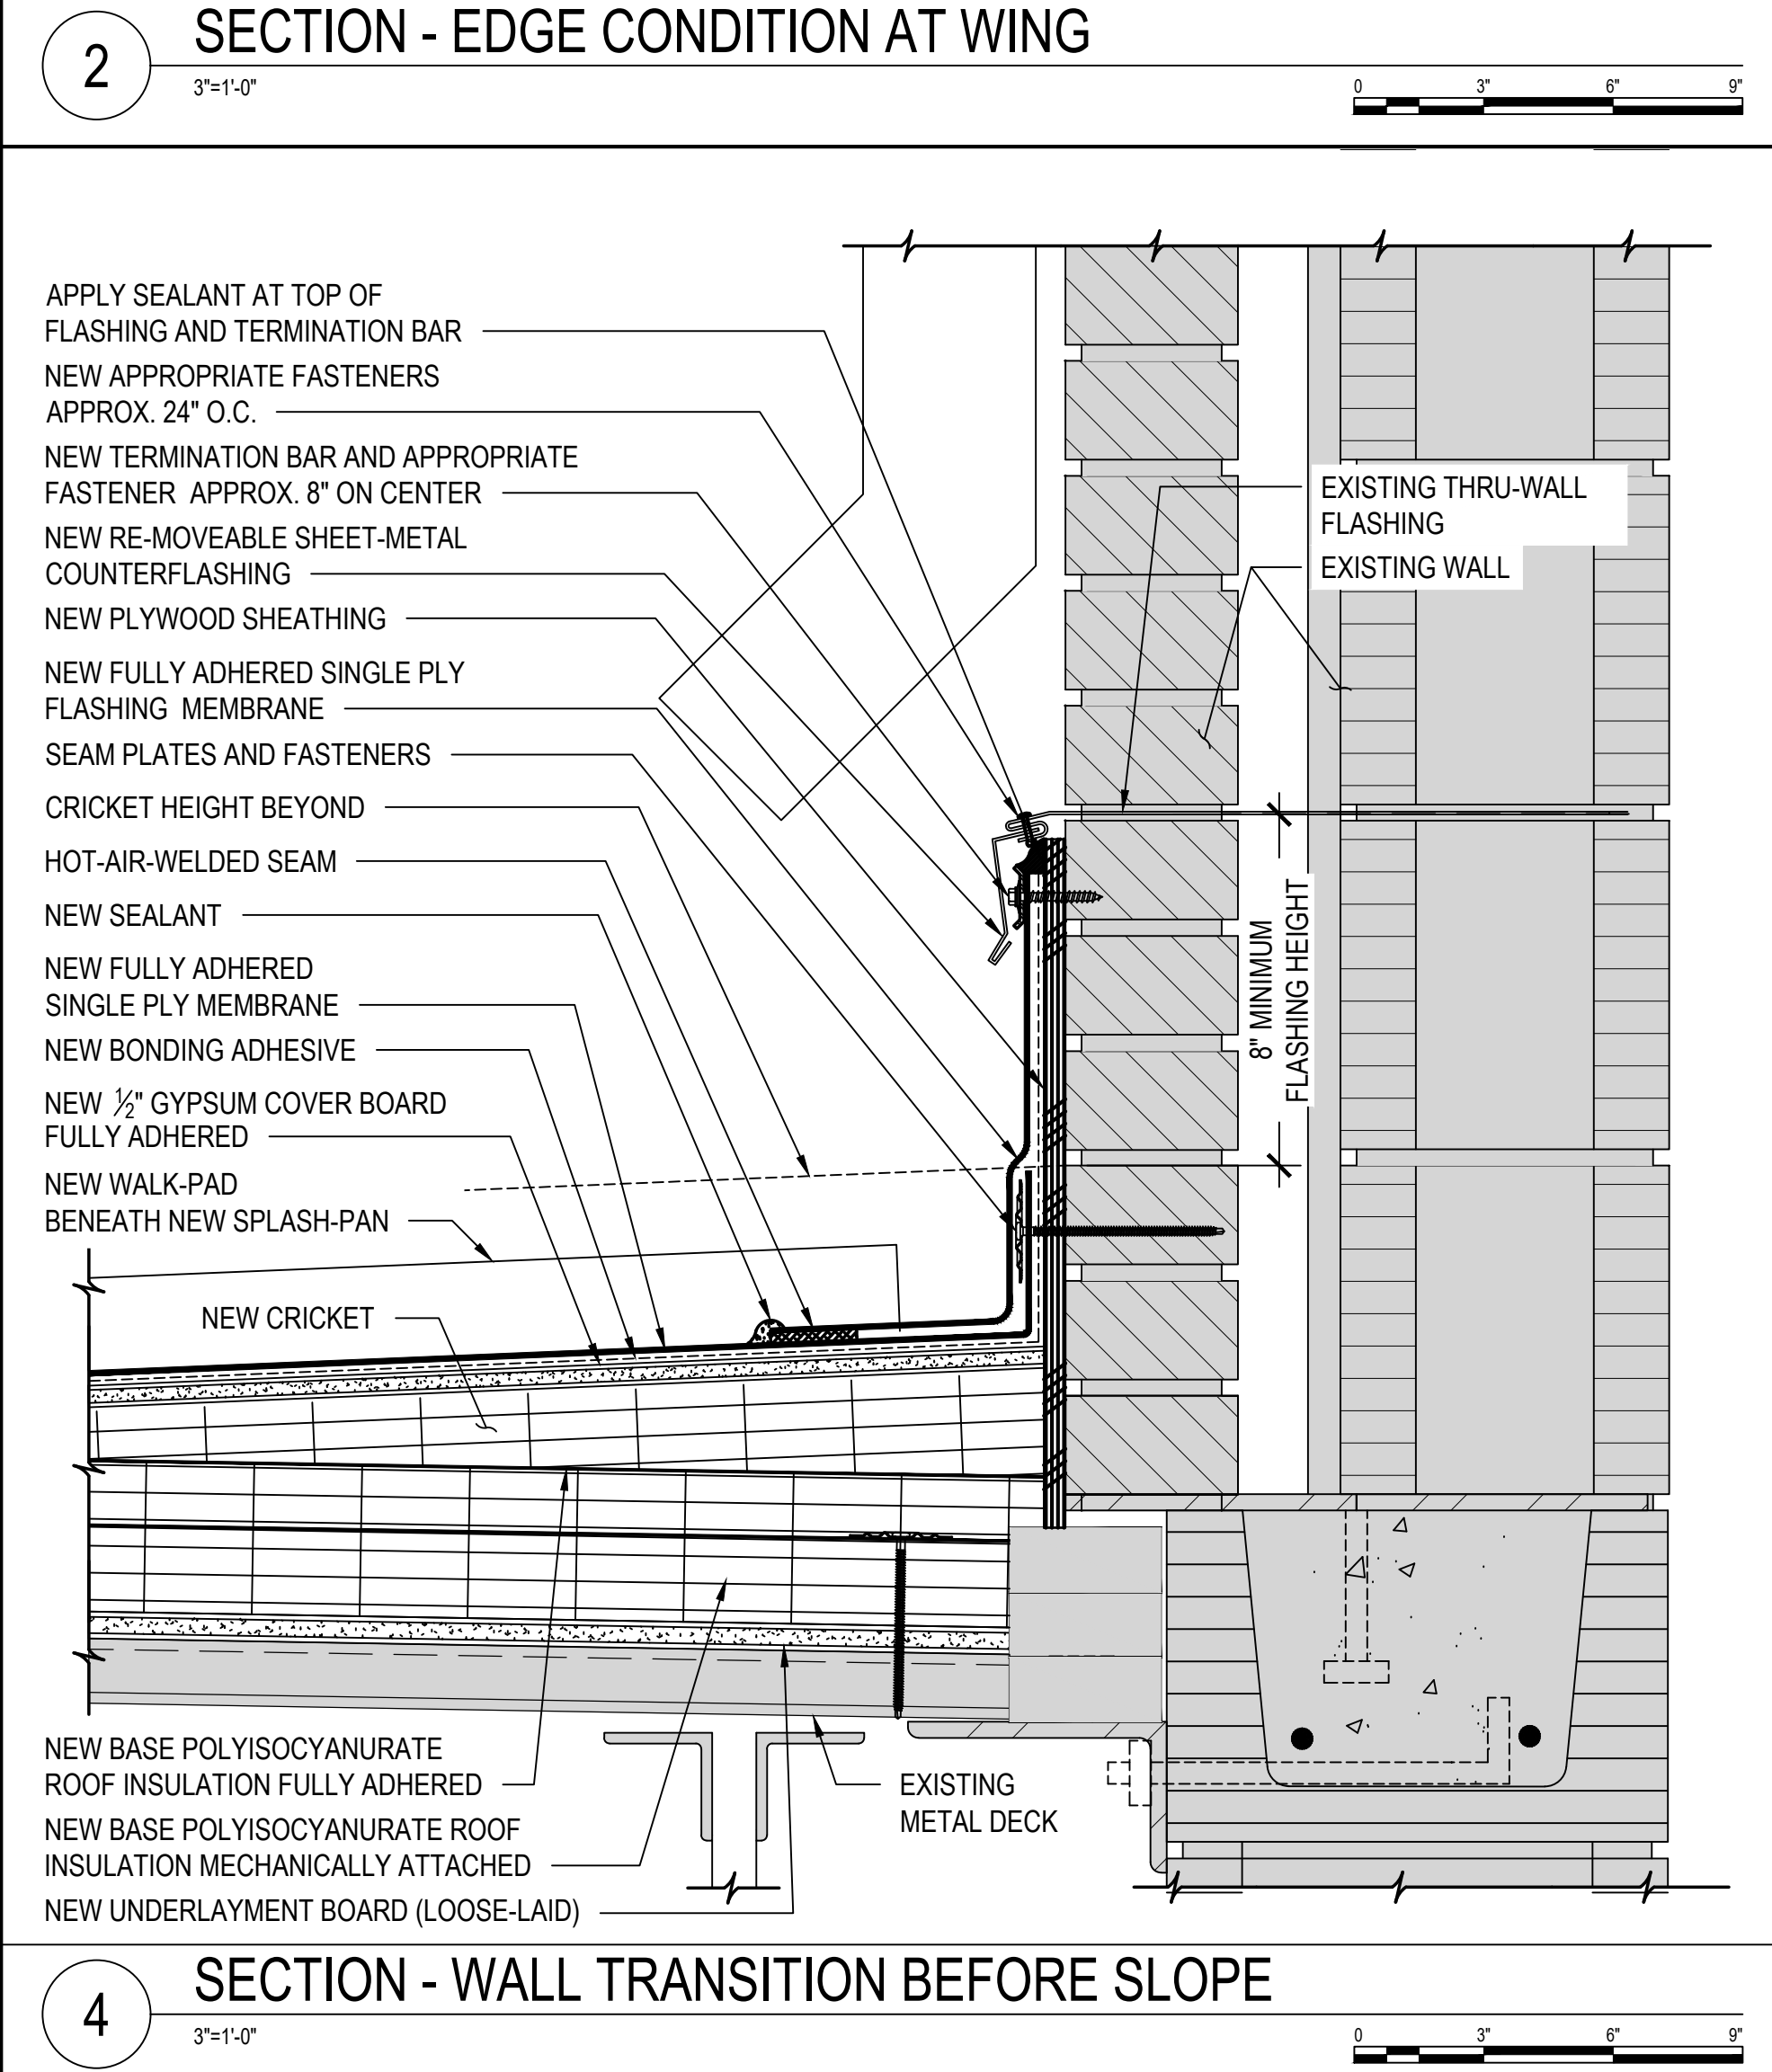 2
SECTION - EDGE CONDITION AT WING
3"=1'-0"
0 3" 6" 9"
APPLY SEALANT AT TOP OF
FLASHING AND TERMINATION BAR
NEW APPROPRIATE FASTENERS
APPROX. 24" O.C.
NEW TERMINATION BAR AND APPROPRIATE
FASTENER APPROX. 8" ON CENTER
NEW RE-MOVEABLE SHEET-METAL
COUNTERFLASHING
NEW PLYWOOD SHEATHING
NEW FULLY ADHERED SINGLE PLY
FLASHING MEMBRANE
SEAM PLATES AND FASTENERS
CRICKET HEIGHT BEYOND
HOT-AIR-WELDED SEAM
NEW SEALANT
NEW FULLY ADHERED
SINGLE PLY MEMBRANE
NEW BONDING ADHESIVE
NEW ½" GYPSUM COVER BOARD
FULLY ADHERED
NEW WALK-PAD
BENEATH NEW SPLASH-PAN
NEW CRICKET
EXISTING THRU-WALL
FLASHING
EXISTING WALL
8" MINIMUM
FLASHING HEIGHT
NEW BASE POLYISOCYANURATE
ROOF INSULATION FULLY ADHERED
NEW BASE POLYISOCYANURATE ROOF
INSULATION MECHANICALLY ATTACHED
NEW UNDERLAYMENT BOARD (LOOSE-LAID)
EXISTING
METAL DECK
4
SECTION - WALL TRANSITION BEFORE SLOPE
3"=1'-0"
0 3" 6" 9"